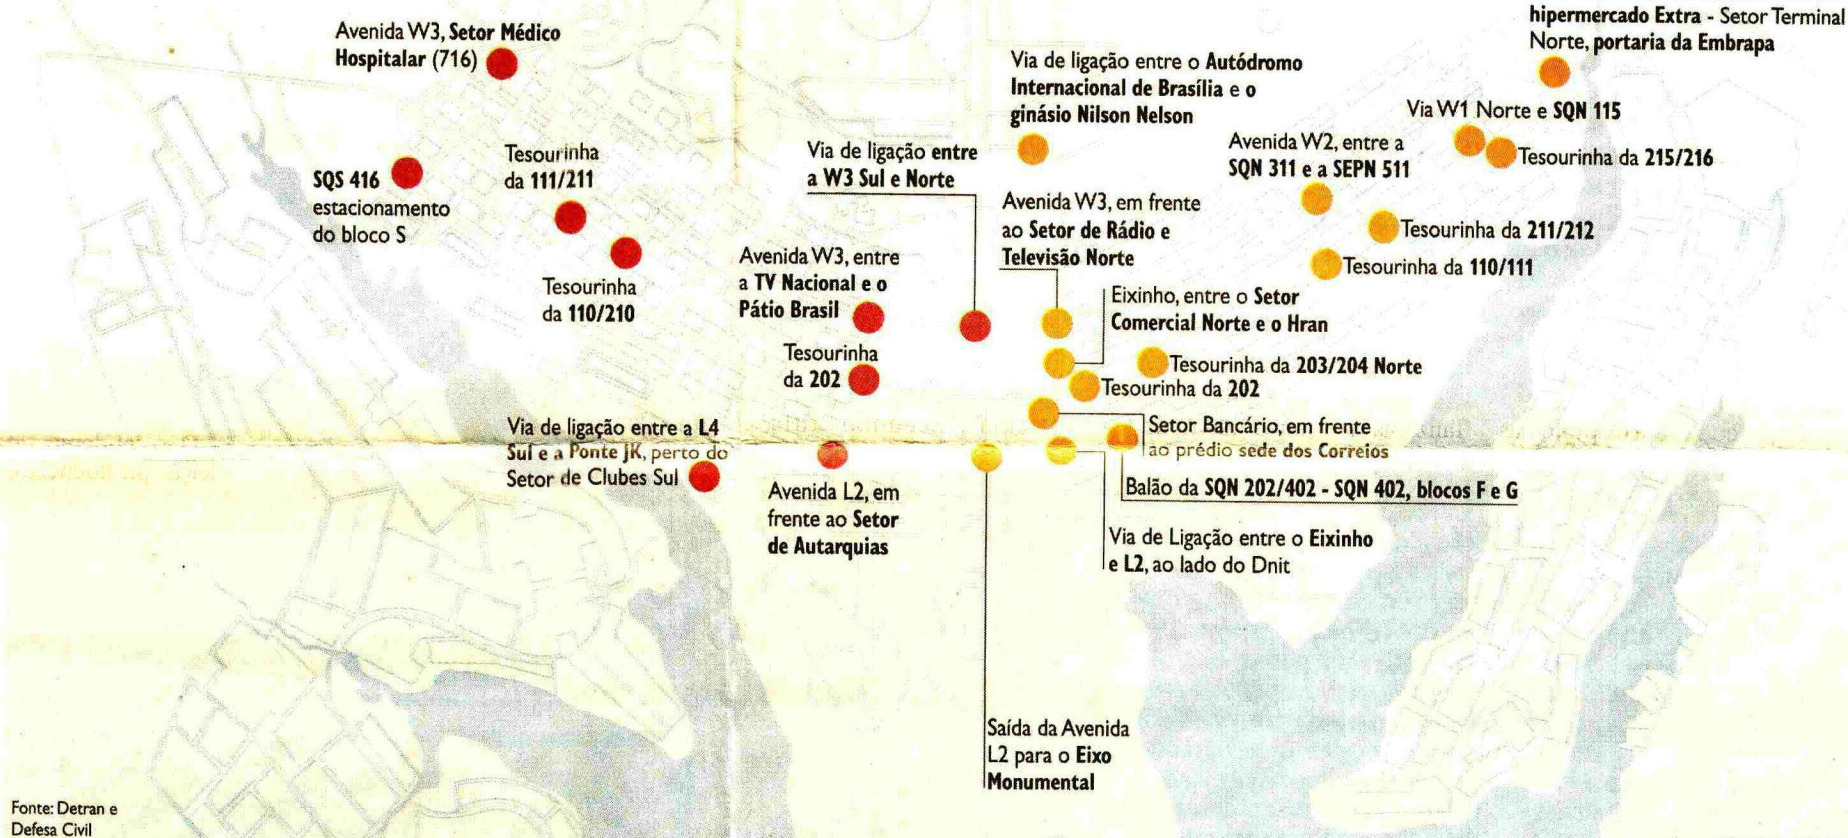 Avenida W3, Setor Médico
Hospitalar (716)
SQS 416
estacionamento
do bloco S
Tesourinha
da 111/211
Tesourinha
da 110/210
Via de ligação entre
a W3 Sul e Norte
Avenida W3, entre
a TV Nacional e o
Pátio Brasil
Tesourinha
da 202
Via de ligação entre a L4
Sul e a Ponte JK, perto do
Setor de Clubes Sul
Avenida L2, em
frente ao Setor
de Autarquias
Via de ligação entre o Autódromo
Internacional de Brasília e o
ginásio Nilson Nelson
Avenida W3, em frente
ao Setor de Rádio e
Televisão Norte
Eixinho, entre o Setor
Comercial Norte e o Hran
Tesourinha da 203/204 Norte
Tesourinha da 202
Setor Bancário, em frente
ao prédio sede dos Correios
Balão da SQN 202/402 - SQN 402, blocos F e G
Via de Ligação entre o Eixinho
e L2, ao lado do Dnit
Saída da Avenida
L2 para o Eixo
Monumental
hipermercado Extra - Setor Terminal
Norte, portaria da Embrapa
Via W1 Norte e SQN 115
Tesourinha da 215/216
Avenida W2, entre a
SQN 311 e a SEPN 511
Tesourinha da 211/212
Tesourinha da 110/111
Fonte: Detran e
Defesa Civil